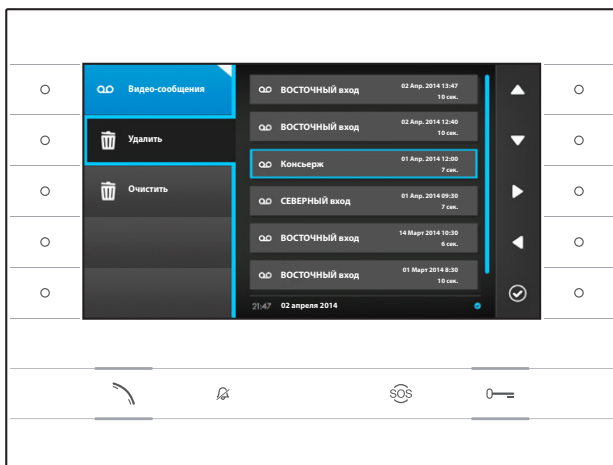 Видео-сообщения
Удалить
Очистить
ВОСТОЧНЫЙ вход 02 Апр. 2014 13:47
10 сек.
ВОСТОЧНЫЙ вход 02 Апр. 2014 12:40
10 сек.
Консьерж 01 Апр. 2014 12:00
7 сек.
СЕВЕРНЫЙ вход 01 Апр. 2014 09:30
7 сек.
ВОСТОЧНЫЙ вход 14 Март 2014 10:30
6 сек.
ВОСТОЧНЫЙ вход 01 Март 2014 8:30
10 сек.
21:47 02 апреля 2014
SOS